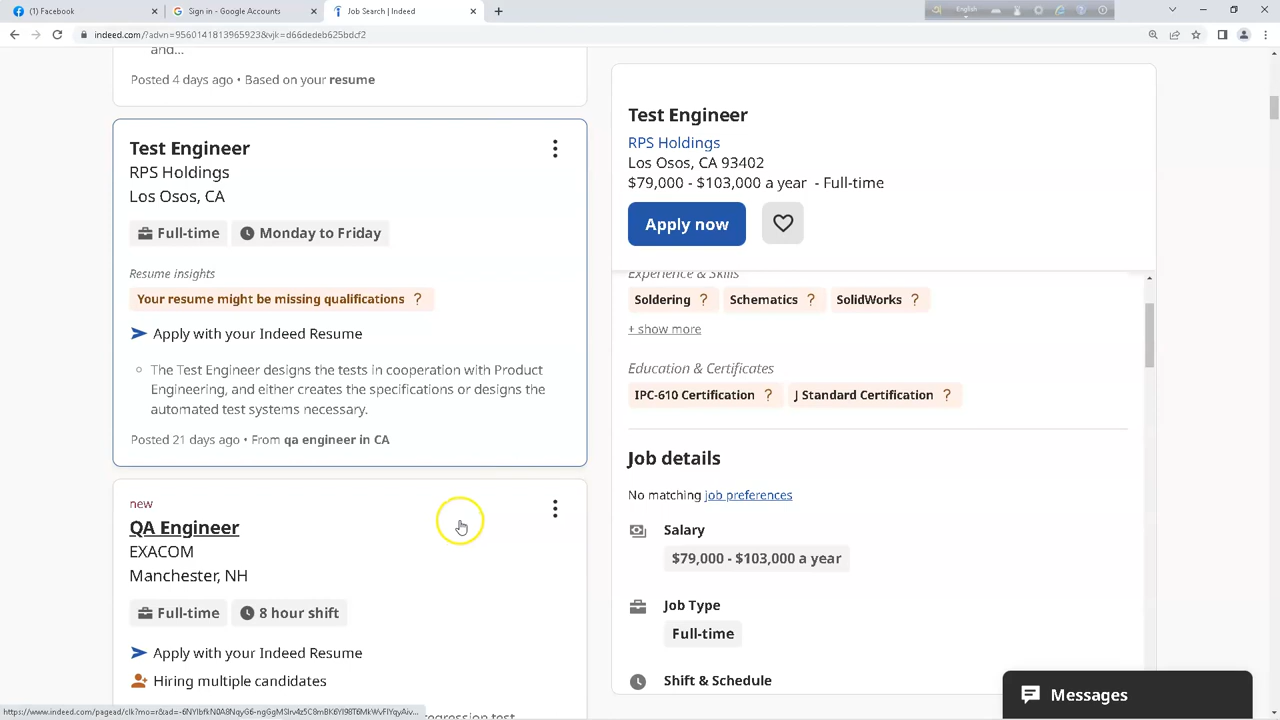 (1) Facebook
Sign in - Google Accounts
Job Search | Indeed
English
indeed.com/?advn=9560141813965923&vjk=d66dedeb625bdcf2
and...
Posted 4 days ago • Based on your resume
Test Engineer
RPS Holdings
Los Osos, CA
Full-time
Monday to Friday
Resume insights
Your resume might be missing qualifications ?
Apply with your Indeed Resume
The Test Engineer designs the tests in cooperation with Product
Engineering, and either creates the specifications or designs the
automated test systems necessary.
Posted 21 days ago • From qa engineer in CA
new
QA Engineer
EXACOM
Manchester, NH
Full-time
8 hour shift
Apply with your Indeed Resume
Hiring multiple candidates
regression test
Test Engineer
RPS Holdings
Los Osos, CA 93402
$79,000 - $103,000 a year - Full-time
Apply now
Experience & Skills
Soldering ?
Schematics ?
SolidWorks ?
+ show more
Education & Certificates
IPC-610 Certification ?
J Standard Certification ?
Job details
No matching job preferences
Salary
$79,000 - $103,000 a year
Job Type
Full-time
Shift & Schedule
Messages